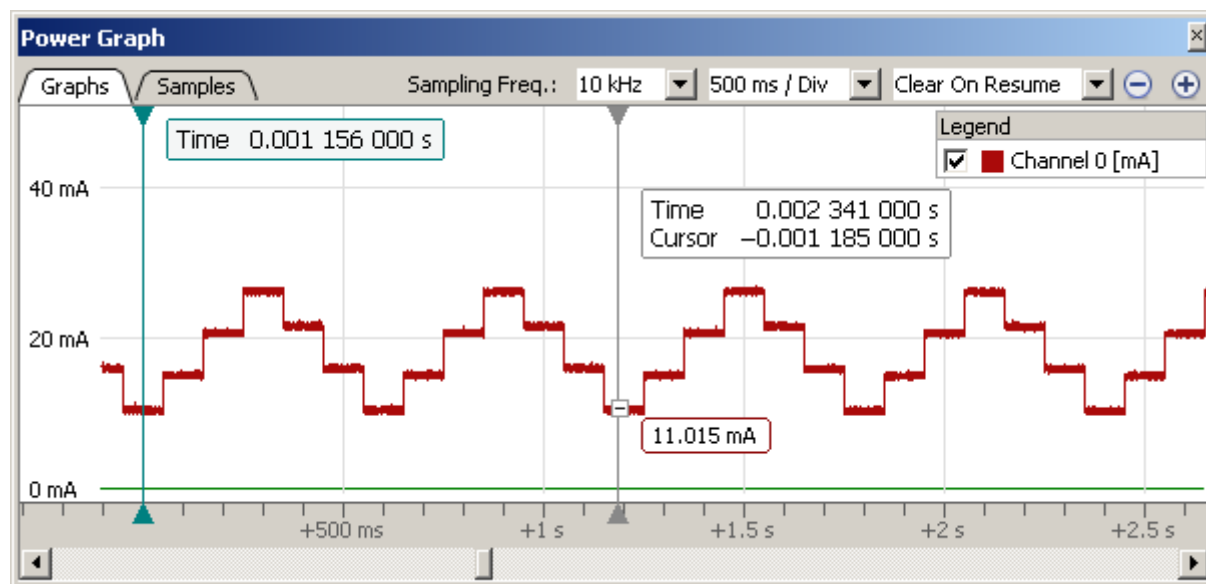 Power Graph
Graphs Samples Sampling Freq.: 10 kHz 500 ms / Div Clear On Resume
Time 0.001 156 000 s
Legend
Channel 0 [mA]
40 mA
Time 0.002 341 000 s
Cursor −0.001 185 000 s
20 mA
11.015 mA
0 mA
+500 ms +1 s +1.5 s +2 s +2.5 s